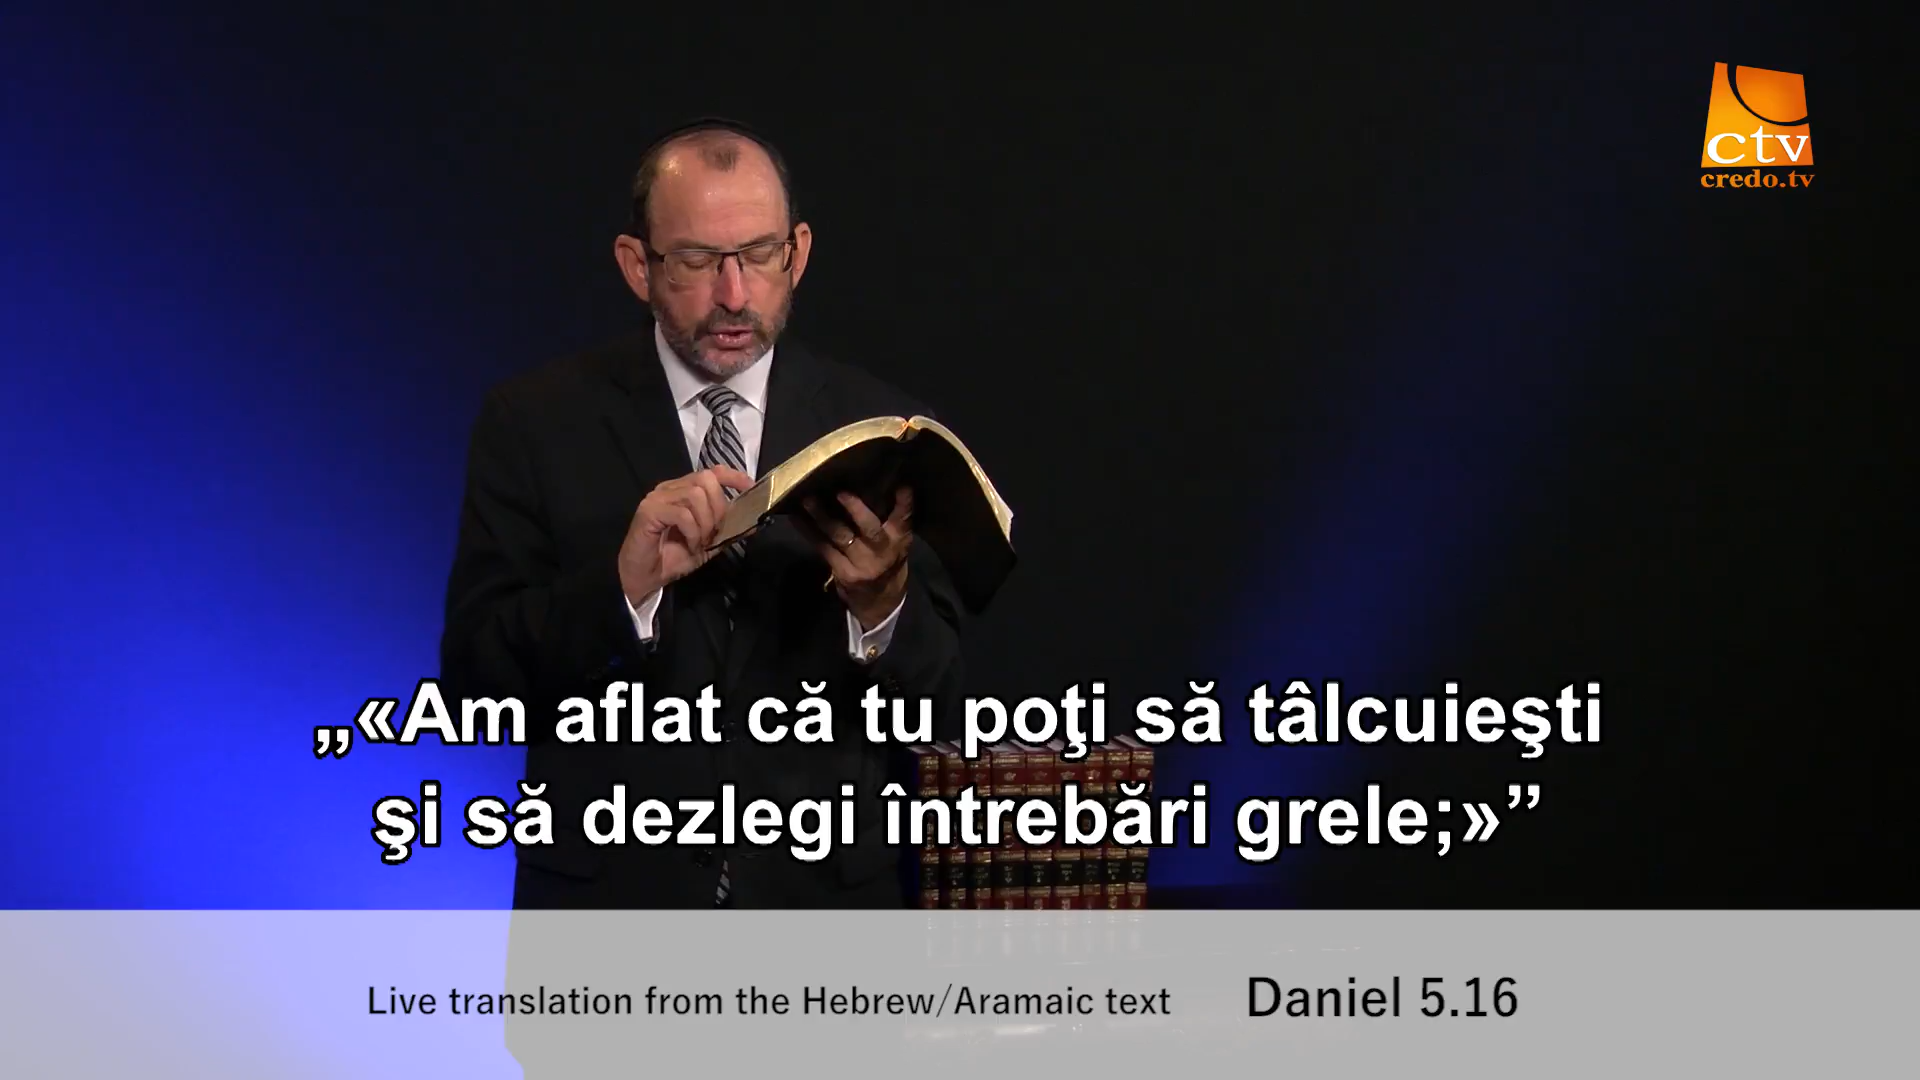 ctv
credo.tv
„«Am aflat că tu poţi să tâlcuieşti
şi să dezlegi întrebări grele;»”
Live translation from the Hebrew/Aramaic text
Daniel 5.16